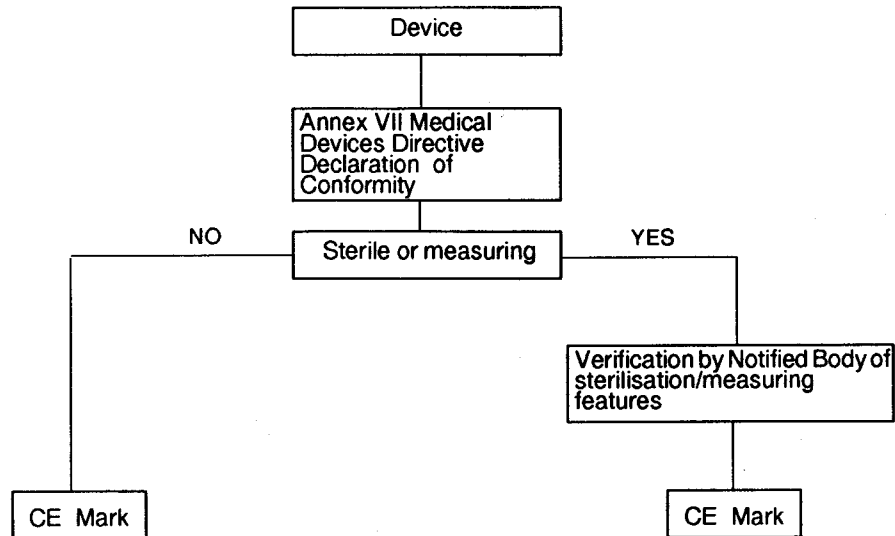 Device
Annex VII Medical
Devices Directive
Declaration of
Conformity
NO
Sterile or measuring
YES
Verification by Notified Body of
sterilisation/measuring
features
CE Mark
CE Mark